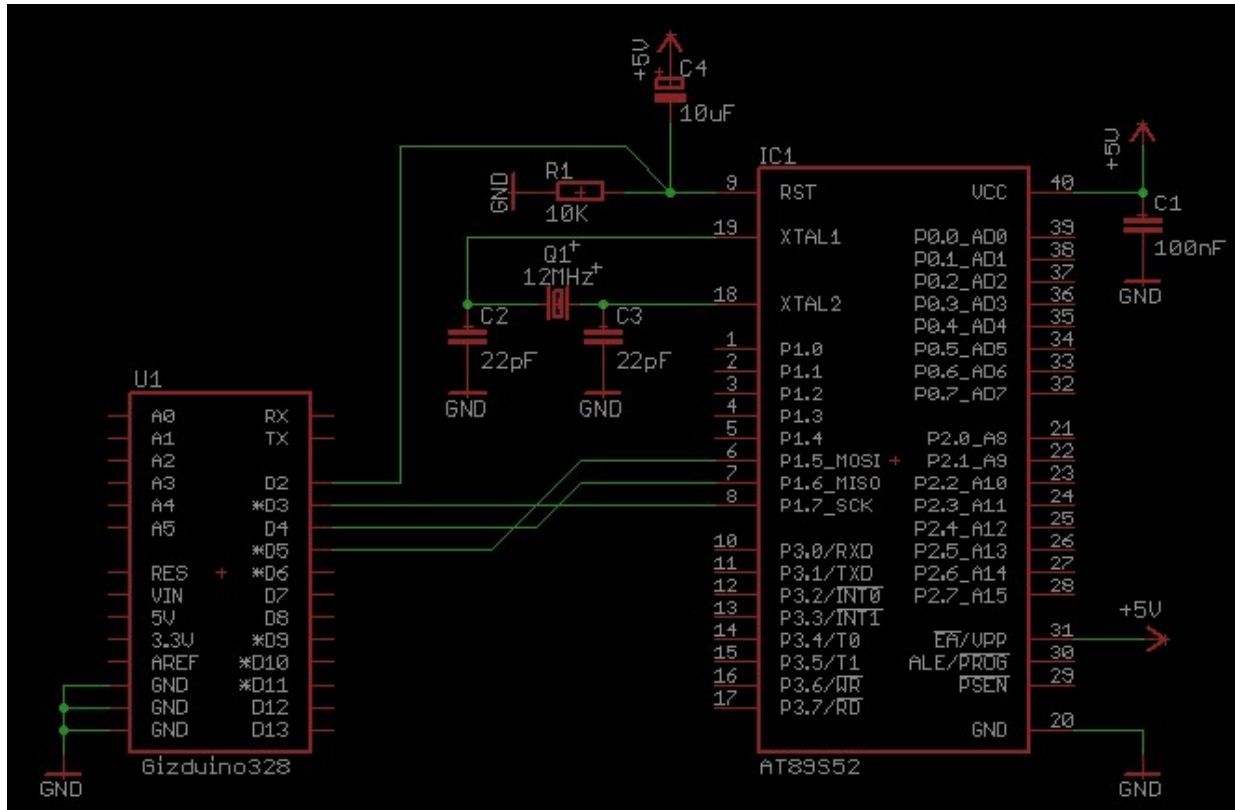 +5V
C4
10uF
GND
R1
10K
Q1
12MHz
C2
22pF
GND
C3
22pF
GND
IC1
9 RST
19 XTAL1
18 XTAL2
1 P1.0
2 P1.1
3 P1.2
4 P1.3
5 P1.4
6 P1.5_MOSI
7 P1.6_MISO
8 P1.7_SCK
10 P3.0/RXD
11 P3.1/TXD
12 P3.2/INT0
13 P3.3/INT1
14 P3.4/T0
15 P3.5/T1
16 P3.6/WR
17 P3.7/RD
VCC 40
P0.0_AD0 39
P0.1_AD1 38
P0.2_AD2 37
P0.3_AD3 36
P0.4_AD4 35
P0.5_AD5 34
P0.6_AD6 33
P0.7_AD7 32
P2.0_A8 21
P2.1_A9 22
P2.2_A10 23
P2.3_A11 24
P2.4_A12 25
P2.5_A13 26
P2.6_A14 27
P2.7_A15 28
EA/VPP 31
ALE/PROG 30
PSEN 29
GND 20
AT89S52
+5V
C1
100nF
GND
+5V
GND
U1
A0 RX
A1 TX
A2
A3 D2
A4 *D3
A5 D4
*D5
RES *D6
VIN D7
5V D8
3.3V *D9
AREF *D10
GND *D11
GND D12
GND D13
Gizduino328
GND